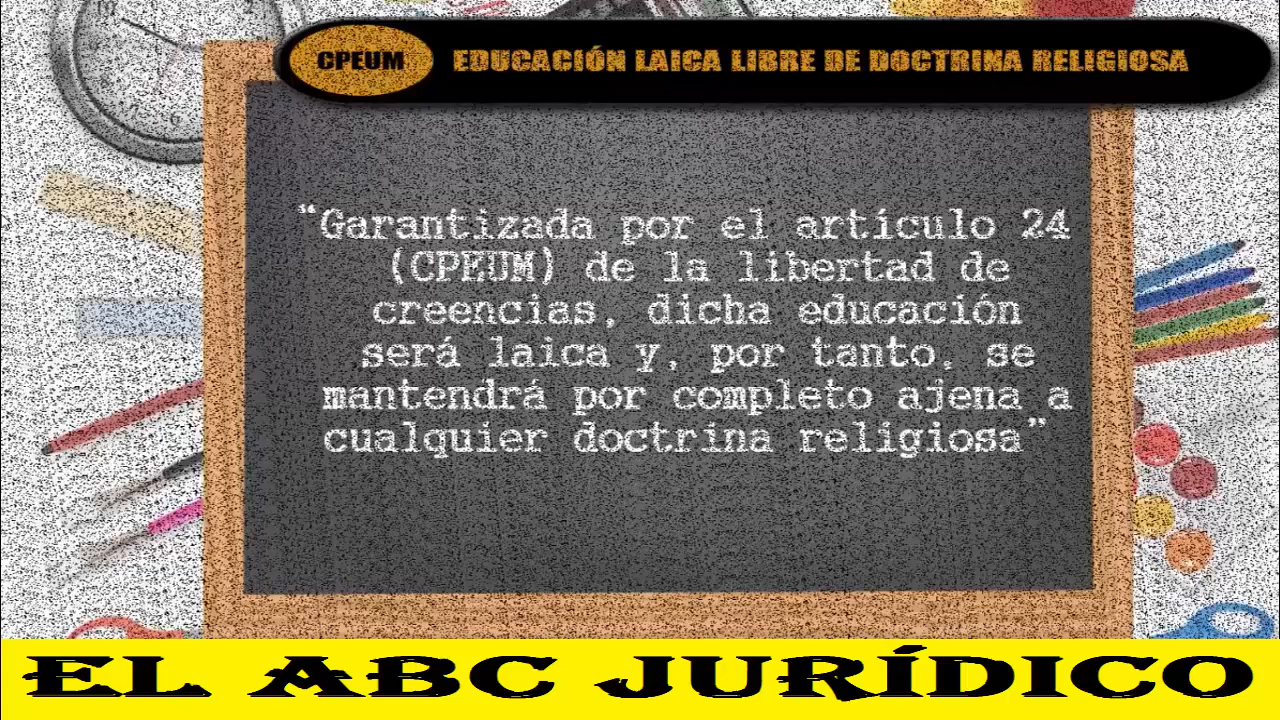 CPEUM EDUCACIÓN LAICA LIBRE DE DOCTRINA RELIGIOSA
“Garantizada por el artículo 24
(CPEUM) de la libertad de
creencias, dicha educación
será laica y, por tanto, se
mantendrá por completo ajena a
cualquier doctrina religiosa”
EL ABC JURÍDICO